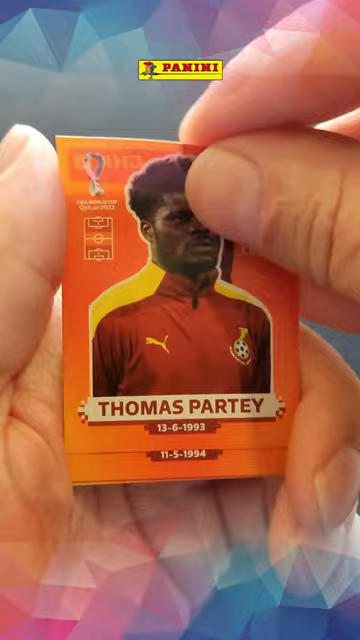 PANINI
FIFA WORLD CUP
Qatar2022
THOMAS PARTEY
13-6-1993
11-5-1994